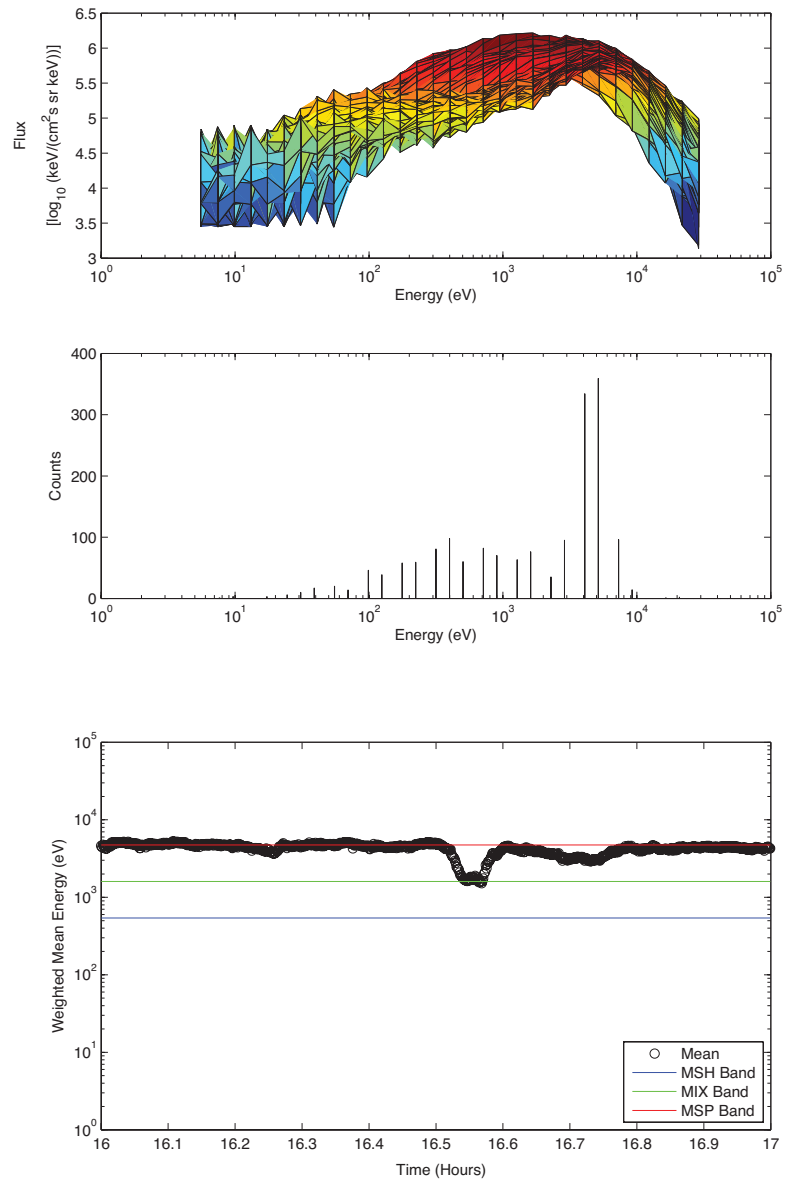 6.5
6
5.5
5
4.5
4
3.5
3
Flux
[log10 (keV/(cm2s sr keV))]
10^0 10^1 10^2 10^3 10^4 10^5
Energy (eV)
400
300
200
100
0
Counts
10^0 10^1 10^2 10^3 10^4 10^5
Energy (eV)
10^5
10^4
10^3
10^2
10^1
10^0
Weighted Mean Energy (eV)
Mean
MSH Band
MIX Band
MSP Band
16 16.1 16.2 16.3 16.4 16.5 16.6 16.7 16.8 16.9 17
Time (Hours)